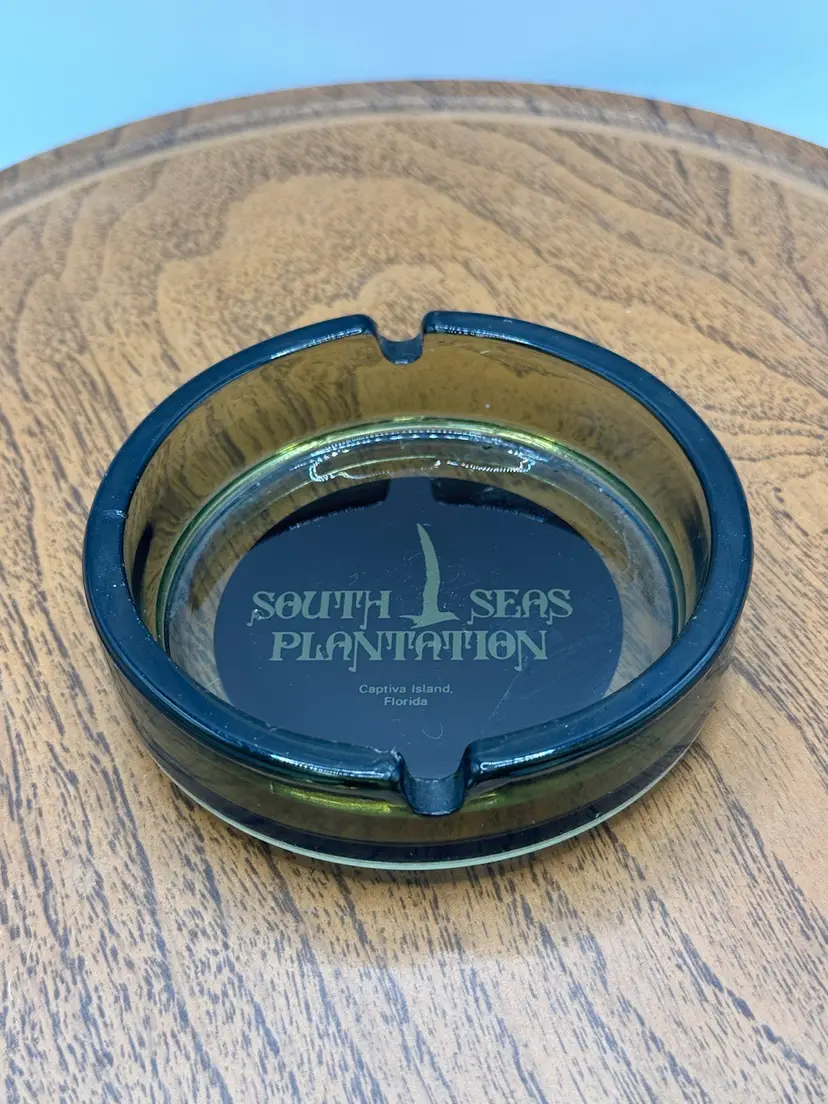 SOUTH SEAS
PLANTATION
Captiva Island,
Florida